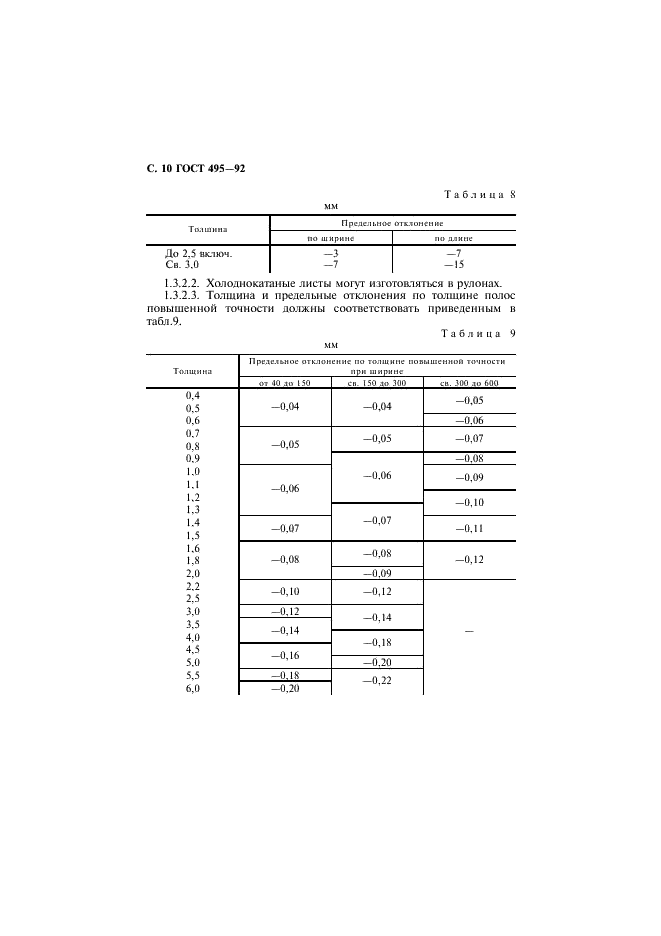 С. 10 ГОСТ 495—92
Таблица 8
мм
Толщина
Предельное отклонение
по ширине по длине
До 2,5 включ. —3 —7
Св. 3,0 —7 —15
1.3.2.2. Холоднокатаные листы могут изготовляться в рулонах.
1.3.2.3. Толщина и предельные отклонения по толщине полос
повышенной точности должны соответствовать приведенным в
табл.9.
Таблица 9
мм
Толщина
Предельное отклонение по толщине повышенной точности
при ширине
от 40 до 150 св. 150 до 300 св. 300 до 600
0,4
—0,05
0,5 —0,04 —0,04
0,6 —0,06
0,7
—0,05 —0,07
0,8 —0,05
0,9 —0,08
1,0 —0,06 —0,09
1,1 —0,06
1,2
—0,10
1,3
1,4 —0,07
—0,07 —0,11
1,5
1,6 —0,08
1,8 —0,08 —0,12
2,0 —0,09
2,2
—0,10 —0,12
2,5
3,0 —0,12
—0,14
3,5
—0,14 —
4,0
—0,18
4,5
—0,16
5,0 —0,20
5,5 —0,18
—0,22
6,0 —0,20